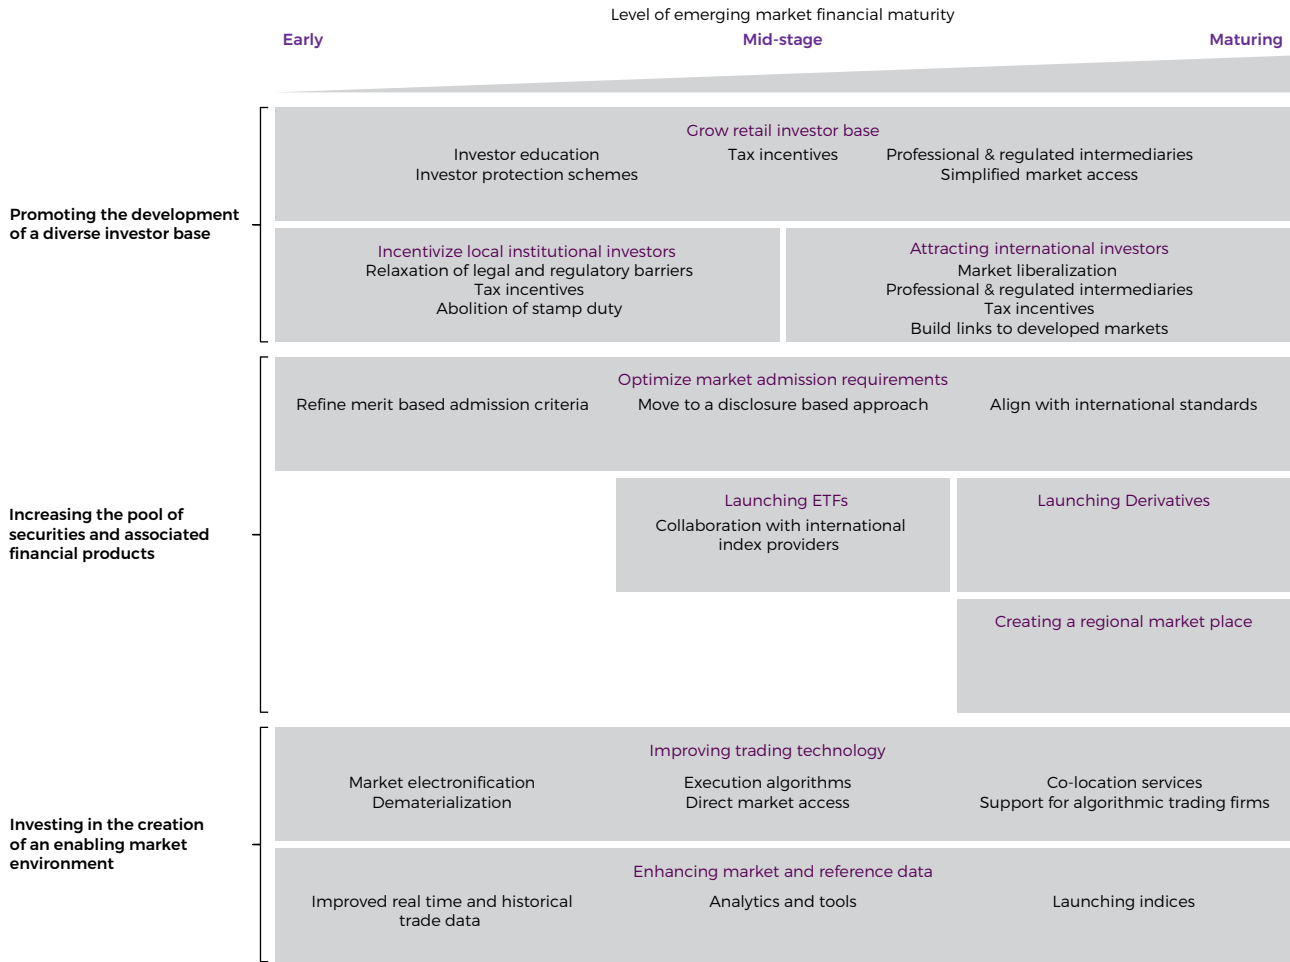 Level of emerging market financial maturity
Early
Mid-stage
Maturing
Promoting the development
of a diverse investor base
Grow retail investor base
Investor education
Investor protection schemes
Tax incentives
Professional & regulated intermediaries
Simplified market access
Incentivize local institutional investors
Relaxation of legal and regulatory barriers
Tax incentives
Abolition of stamp duty
Attracting international investors
Market liberalization
Professional & regulated intermediaries
Tax incentives
Build links to developed markets
Increasing the pool of
securities and associated
financial products
Optimize market admission requirements
Refine merit based admission criteria
Move to a disclosure based approach
Align with international standards
Launching ETFs
Collaboration with international
index providers
Launching Derivatives
Creating a regional market place
Investing in the creation
of an enabling market
environment
Improving trading technology
Market electronification
Dematerialization
Execution algorithms
Direct market access
Co-location services
Support for algorithmic trading firms
Enhancing market and reference data
Improved real time and historical
trade data
Analytics and tools
Launching indices